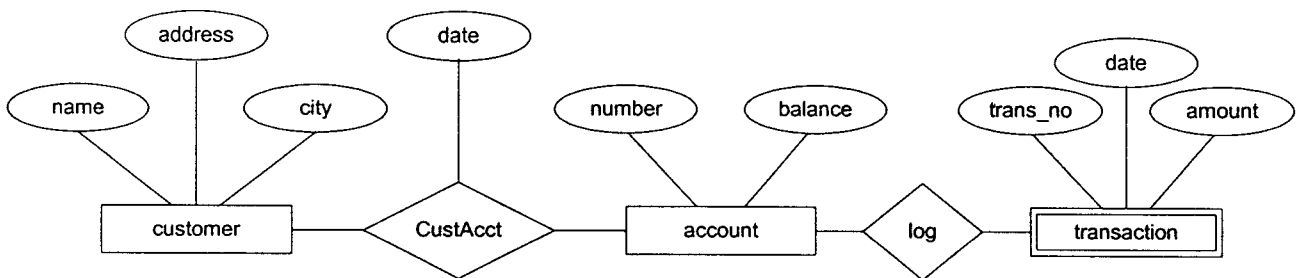 address
date
name
city
number
balance
date
trans_no
amount
customer
CustAcct
account
log
transaction